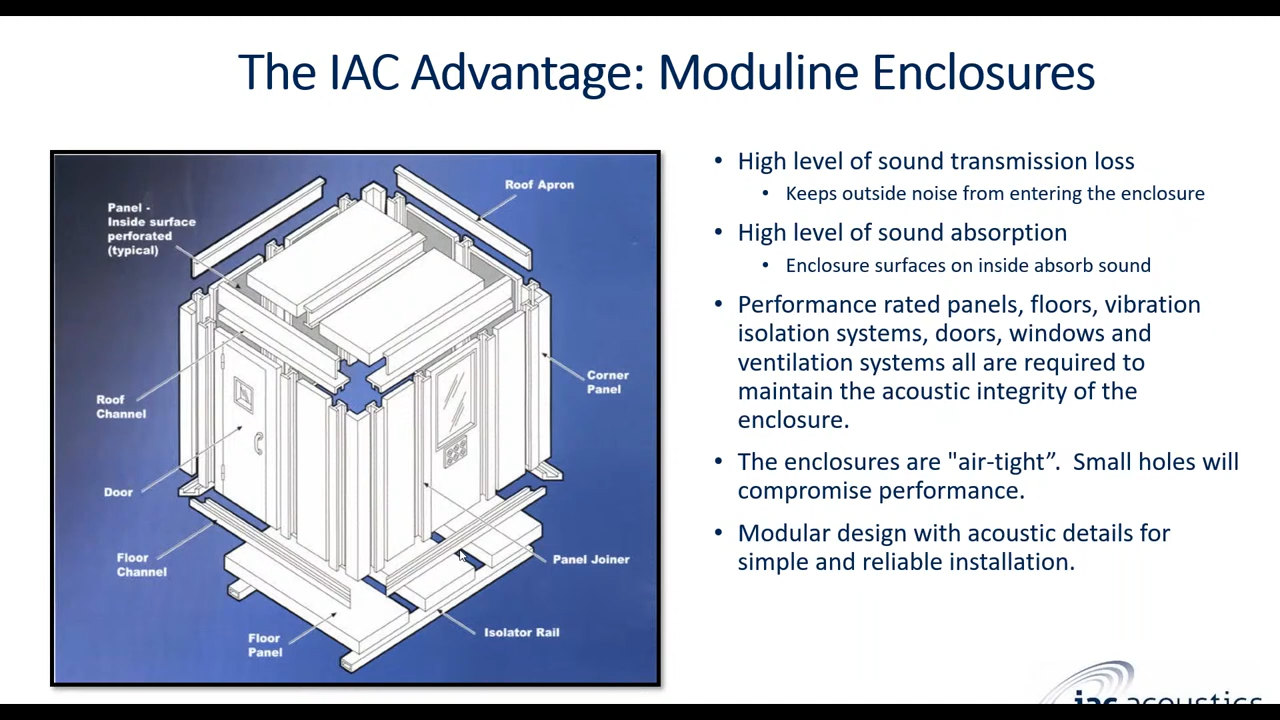 The IAC Advantage: Moduline Enclosures
Roof Apron
Panel -
Inside surface
perforated
(typical)
Corner
Panel
Roof
Channel
Door
Floor
Channel
Panel Joiner
Isolator Rail
Floor
Panel
• High level of sound transmission loss
• Keeps outside noise from entering the enclosure
• High level of sound absorption
• Enclosure surfaces on inside absorb sound
• Performance rated panels, floors, vibration
isolation systems, doors, windows and
ventilation systems all are required to
maintain the acoustic integrity of the
enclosure.
• The enclosures are "air-tight”.  Small holes will
compromise performance.
• Modular design with acoustic details for
simple and reliable installation.
iac acoustics